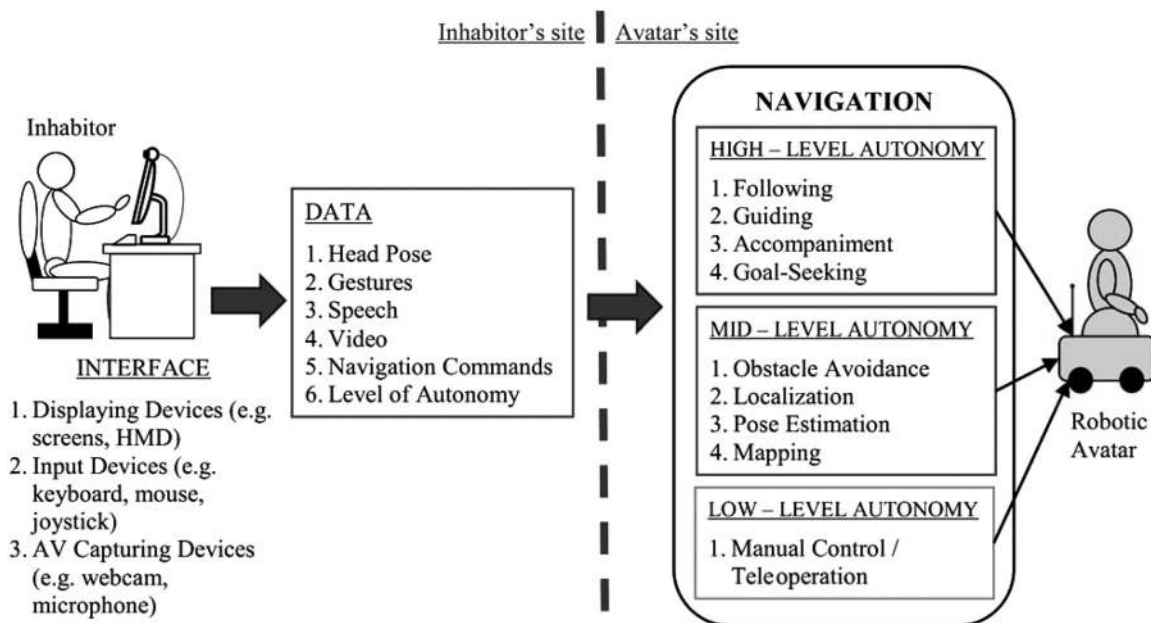 Inhabitor's site
Avatar's site
Inhabitor
INTERFACE
1. Displaying Devices (e.g.
screens, HMD)
2. Input Devices (e.g.
keyboard, mouse,
joystick)
3. AV Capturing Devices
(e.g. webcam,
microphone)
DATA
1. Head Pose
2. Gestures
3. Speech
4. Video
5. Navigation Commands
6. Level of Autonomy
NAVIGATION
HIGH – LEVEL AUTONOMY
1. Following
2. Guiding
3. Accompaniment
4. Goal-Seeking
MID – LEVEL AUTONOMY
1. Obstacle Avoidance
2. Localization
3. Pose Estimation
4. Mapping
LOW – LEVEL AUTONOMY
1. Manual Control /
Teleoperation
Robotic
Avatar